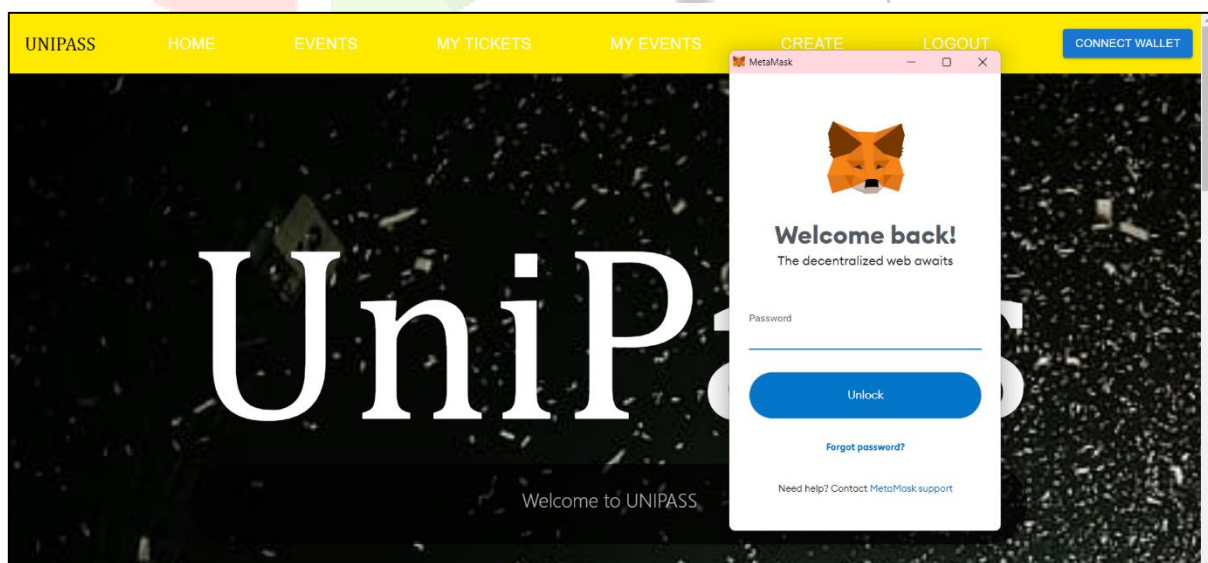 UNIPASS HOME EVENTS MY TICKETS MY EVENTS CREATE LOGOUT CONNECT WALLET
MetaMask
Welcome back!
The decentralized web awaits
Password
Unlock
Forgot password?
Need help? Contact MetaMask support
UniPa s
Welcome to UNIPASS